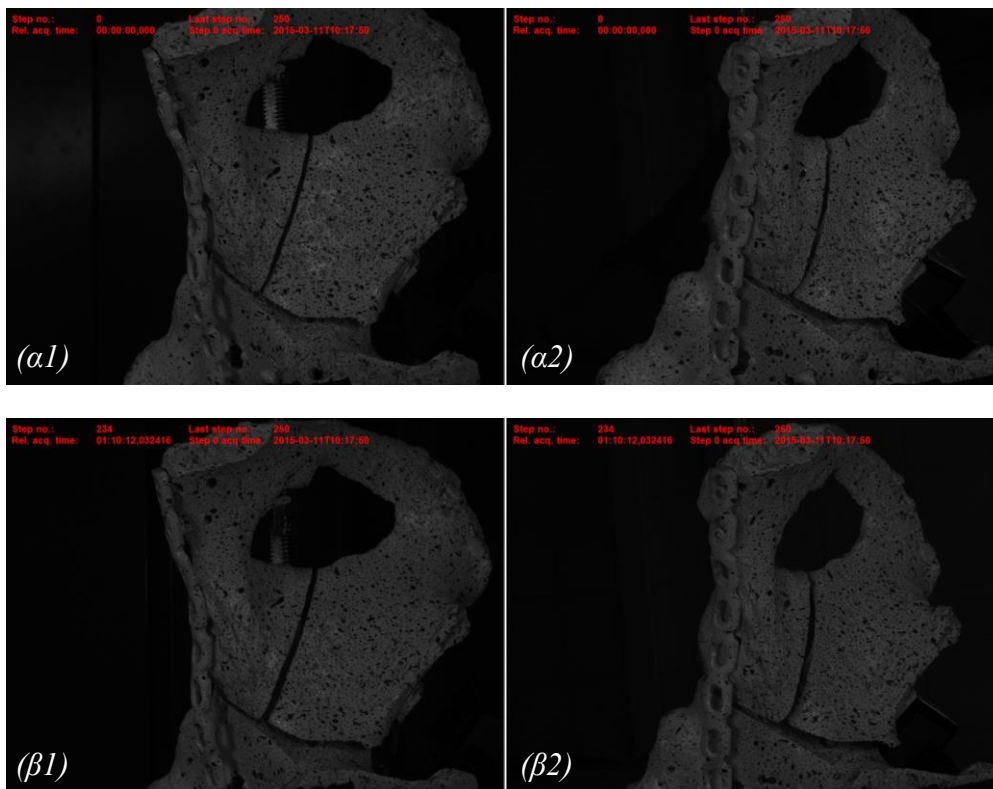 Step no.: 0 Last step no.: 250
Rel. acq. time: 00:00:00,000 Step 0 acq time: 2015-03-11T10:17:50
(α1)
Step no.: 0 Last step no.: 250
Rel. acq. time: 00:00:00,000 Step 0 acq time: 2015-03-11T10:17:50
(α2)
Step no.: 234 Last step no.: 250
Rel. acq. time: 01:10:12,032416 Step 0 acq time: 2015-03-11T10:17:50
(β1)
Step no.: 234 Last step no.: 250
Rel. acq. time: 01:10:12,032416 Step 0 acq time: 2015-03-11T10:17:50
(β2)